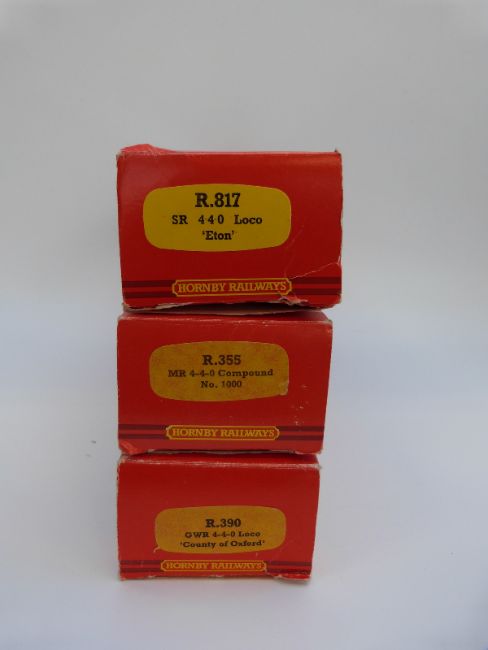 R.817
SR 4-4-0 Loco
'Eton'
HORNBY RAILWAYS
R.355
MR 4-4-0 Compound
No. 1000
HORNBY RAILWAYS
R.390
GWR 4-4-0 Loco
'County of Oxford'
HORNBY RAILWAYS